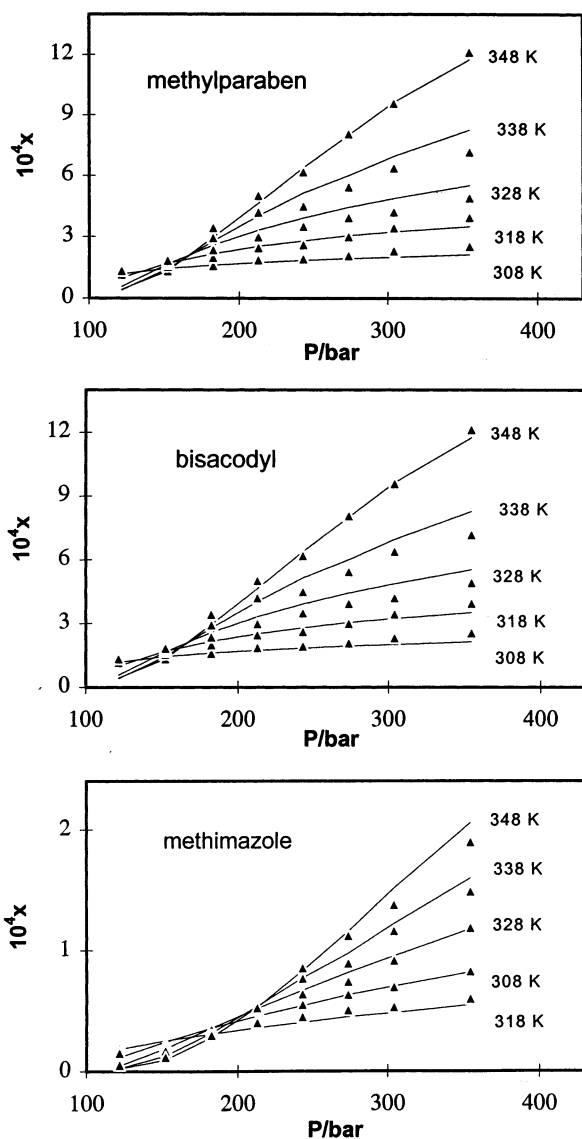 12
methylparaben
348 K
9
338 K
10⁴x
6
328 K
3
318 K
308 K
0
100 200 300 400
P/bar
12
348 K
bisacodyl
9
338 K
10⁴x
6
328 K
3
318 K
308 K
0
100 200 300 400
P/bar
2
348 K
methimazole
338 K
10⁴x
328 K
1
308 K
318 K
0
100 200 300 400
P/bar